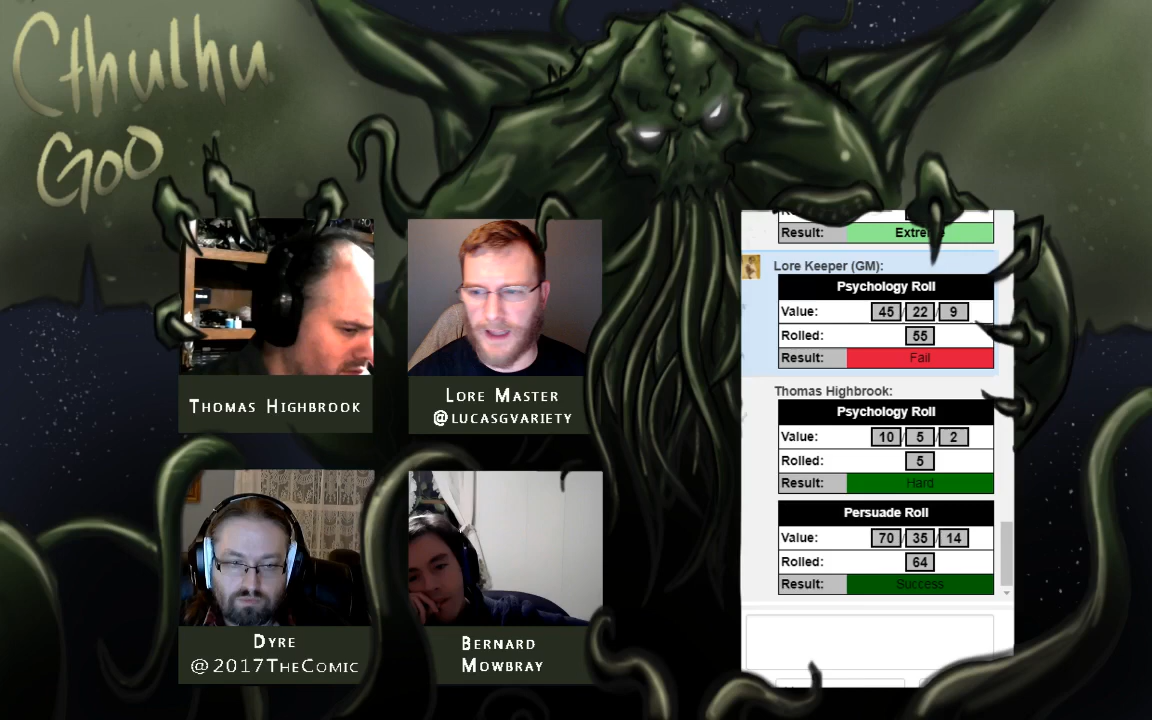 Cthulhu
Goo
Thomas Highbrook
Lore Master
@lucasgvariety
Dyre
@2017TheComic
Bernard
Mowbray
Result:
Lore Keeper (GM):
Psychology Roll
Value: 45/22/9
Rolled: 55
Result: Fail
Thomas Highbrook:
Psychology Roll
Value: 10/5/2
Rolled: 5
Result: Hard
Persuade Roll
Value: 70/35/14
Rolled: 64
Result: Success